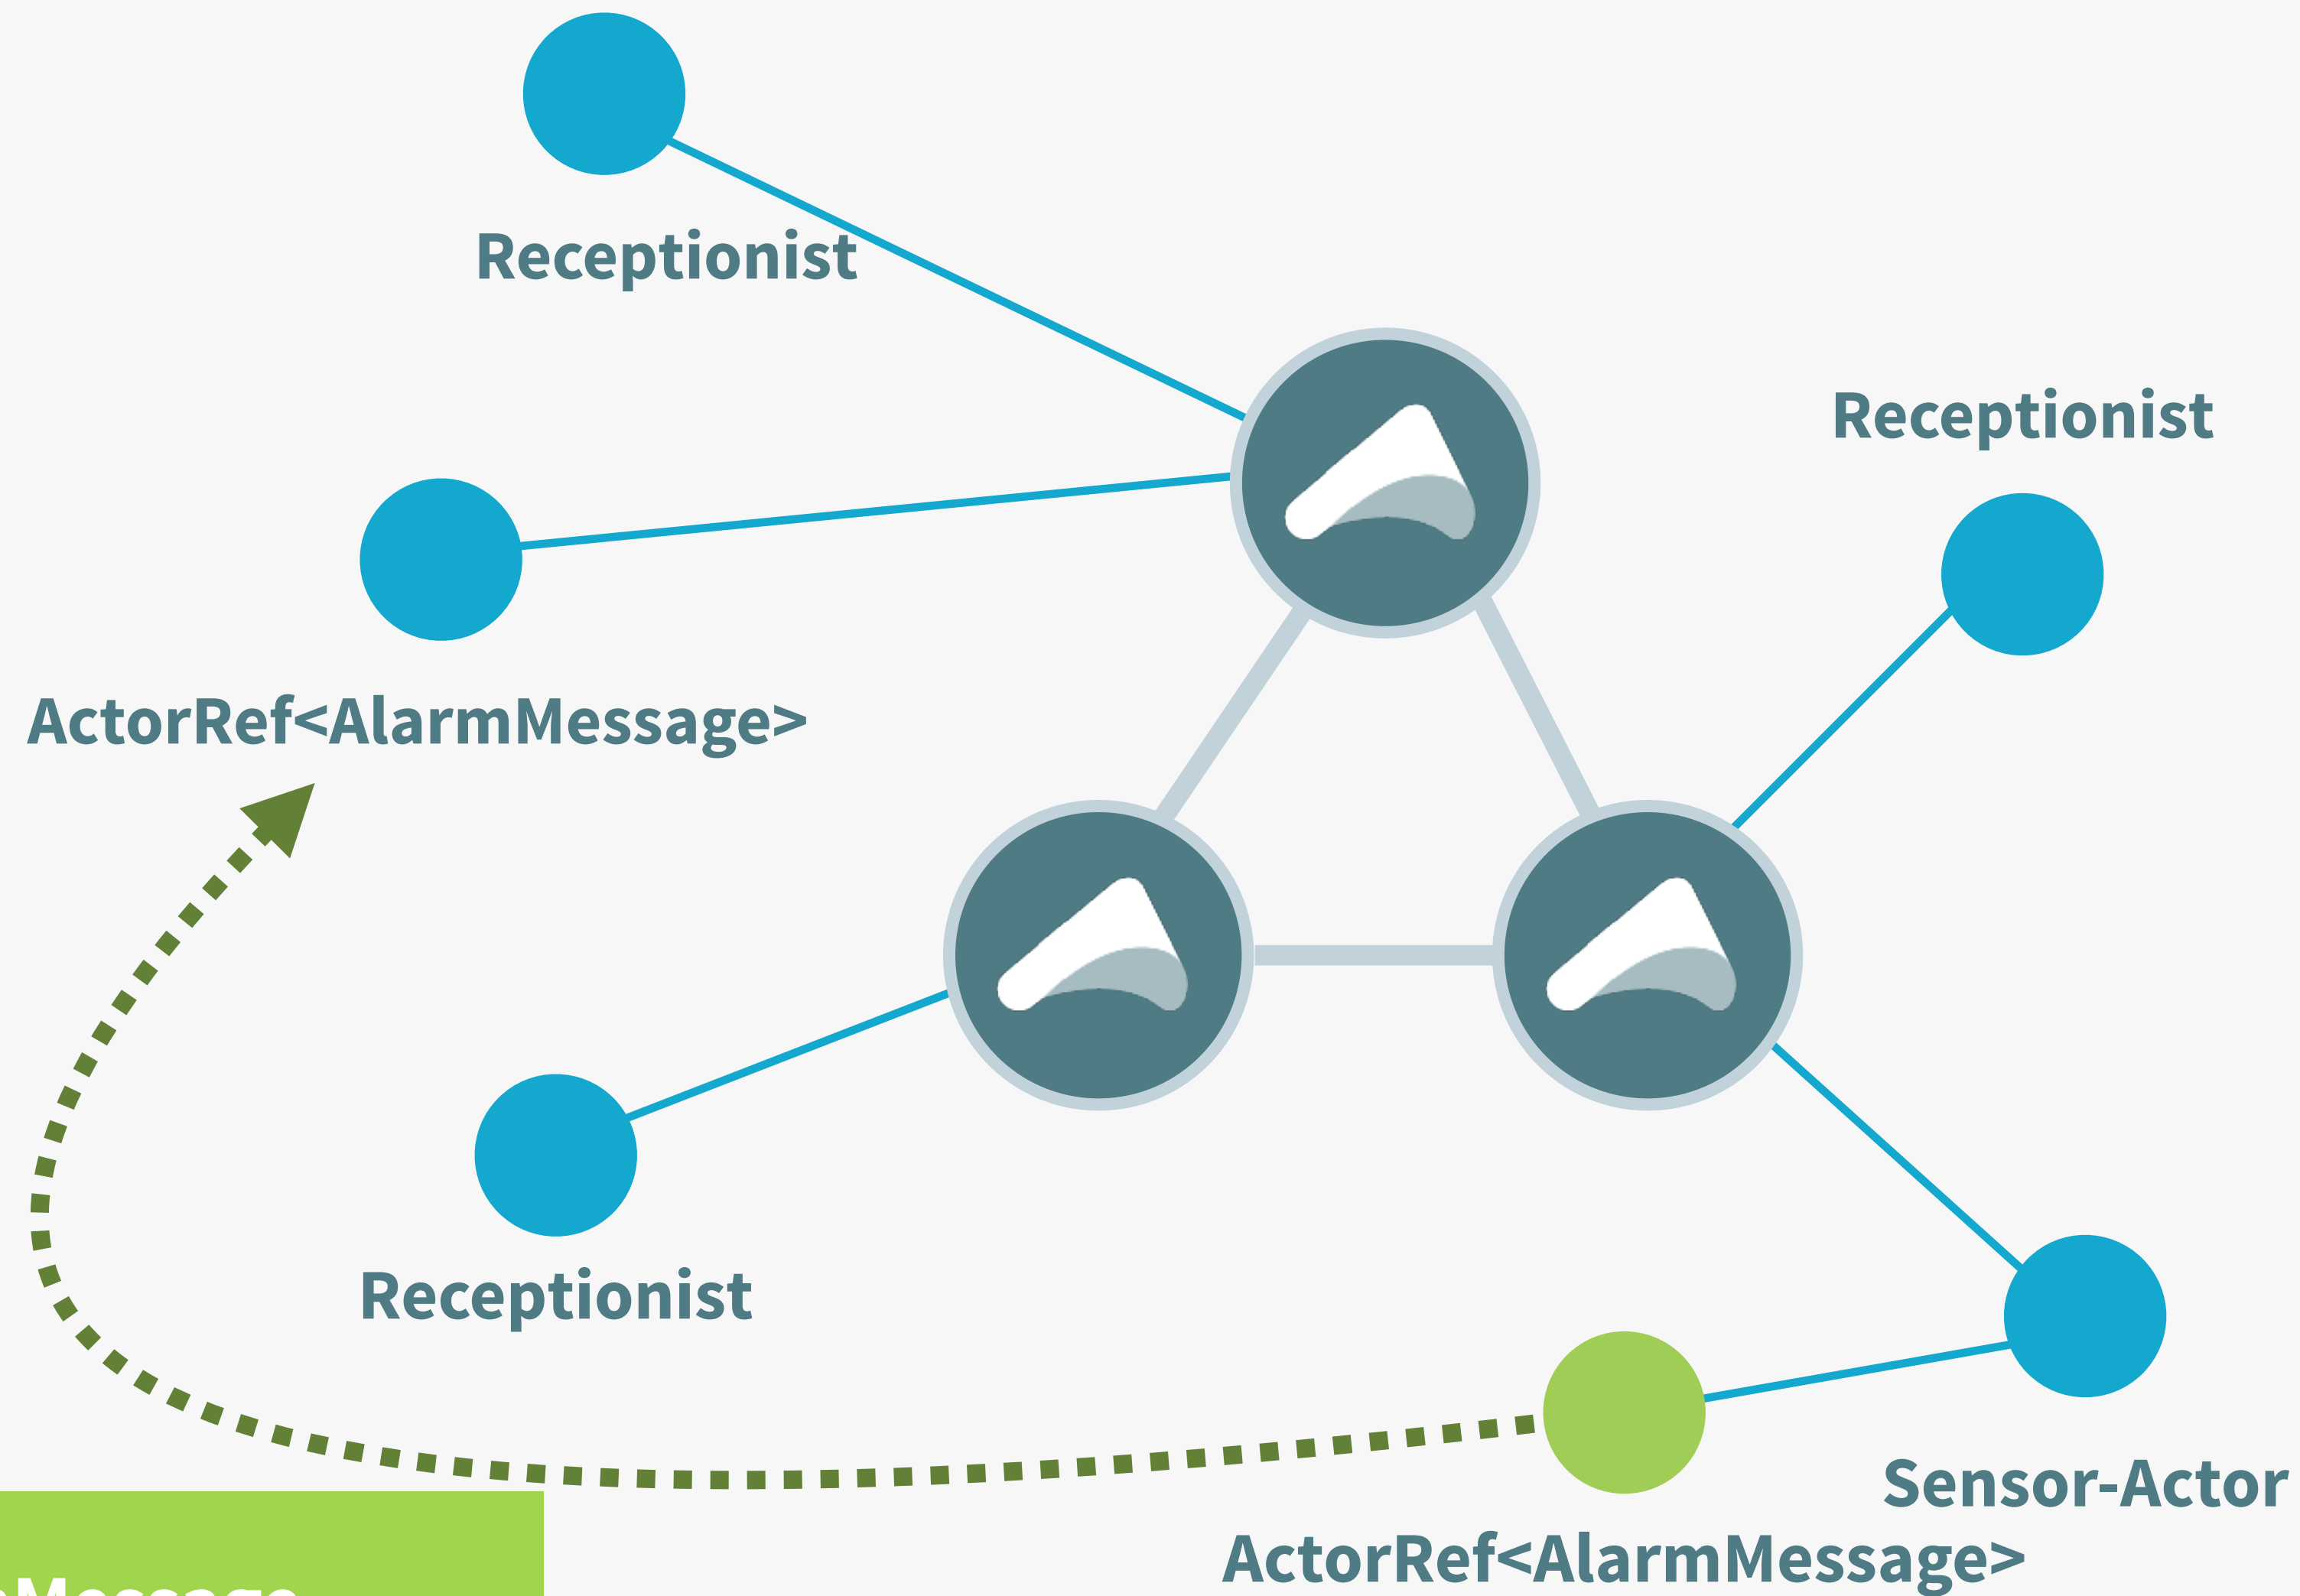 Receptionist
Receptionist
ActorRef<AlarmMessage>
Receptionist
Sensor-Actor
ActorRef<AlarmMessage>